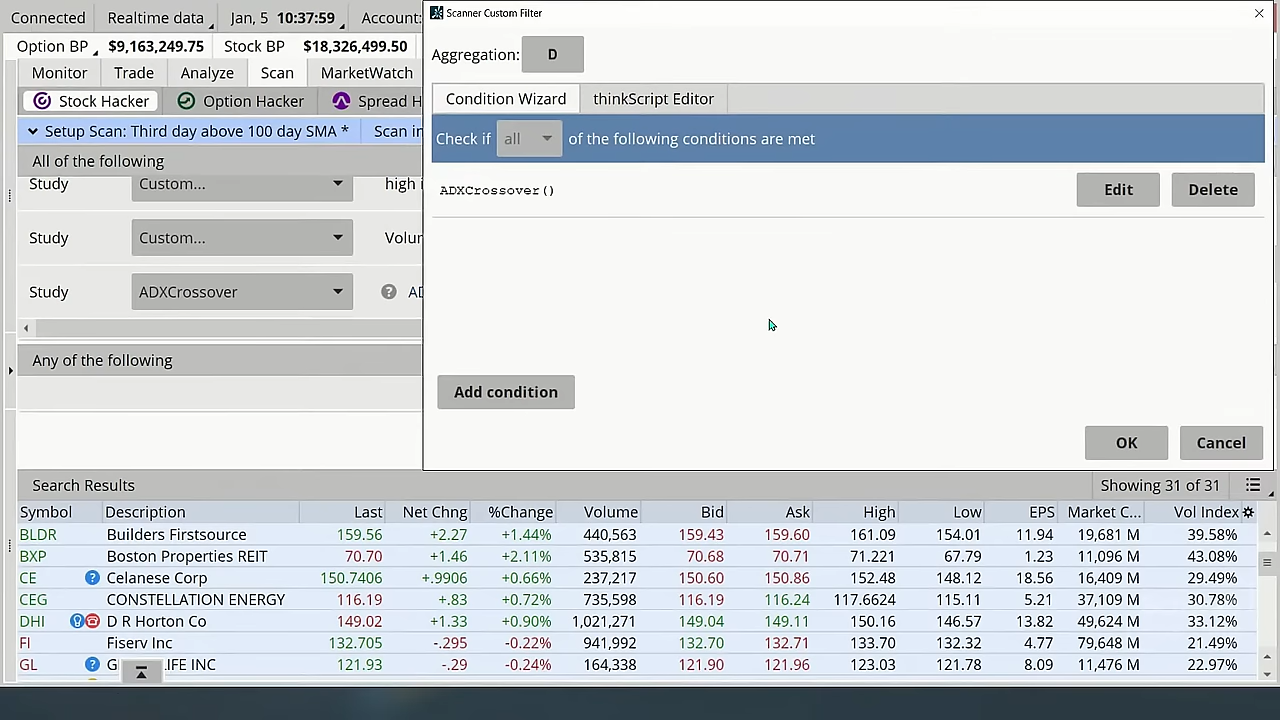 Connected Realtime data Jan, 5 10:37:59 Account:
Option BP $9,163,249.75 Stock BP $18,326,499.50
Monitor Trade Analyze Scan MarketWatch
Stock Hacker Option Hacker Spread H
Setup Scan: Third day above 100 day SMA * Scan in
All of the following
Study Custom... high i
Study Custom... Volur
Study ADXCrossover ? AD
Any of the following
Scanner Custom Filter
Aggregation: D
Condition Wizard thinkScript Editor
Check if all of the following conditions are met
ADXCrossover() Edit Delete
Add condition
OK Cancel
Search Results Showing 31 of 31
Symbol Description Last Net Chng %Change Volume Bid Ask High Low EPS Market C... Vol Index
BLDR Builders Firstsource 159.56 +2.27 +1.44% 440,563 159.43 159.60 161.09 154.01 11.94 19,681 M 39.58%
BXP Boston Properties REIT 70.70 +1.46 +2.11% 535,815 70.68 70.71 71.221 67.79 1.23 11,096 M 43.08%
CE ? Celanese Corp 150.7406 +.9906 +0.66% 237,217 150.60 150.86 152.48 148.12 18.56 16,409 M 29.49%
CEG CONSTELLATION ENERGY 116.19 +.83 +0.72% 735,598 116.19 116.24 117.6624 115.11 5.21 37,109 M 30.78%
DHI D R Horton Co 149.02 +1.33 +0.90% 1,021,271 149.04 149.11 150.16 146.57 13.82 49,624 M 33.12%
FI Fiserv Inc 132.705 -.295 -0.22% 941,992 132.70 132.71 133.70 132.32 4.77 79,648 M 21.49%
GL ? G IFE INC 121.93 -.29 -0.24% 164,338 121.90 121.96 123.03 121.78 8.09 11,476 M 22.97%